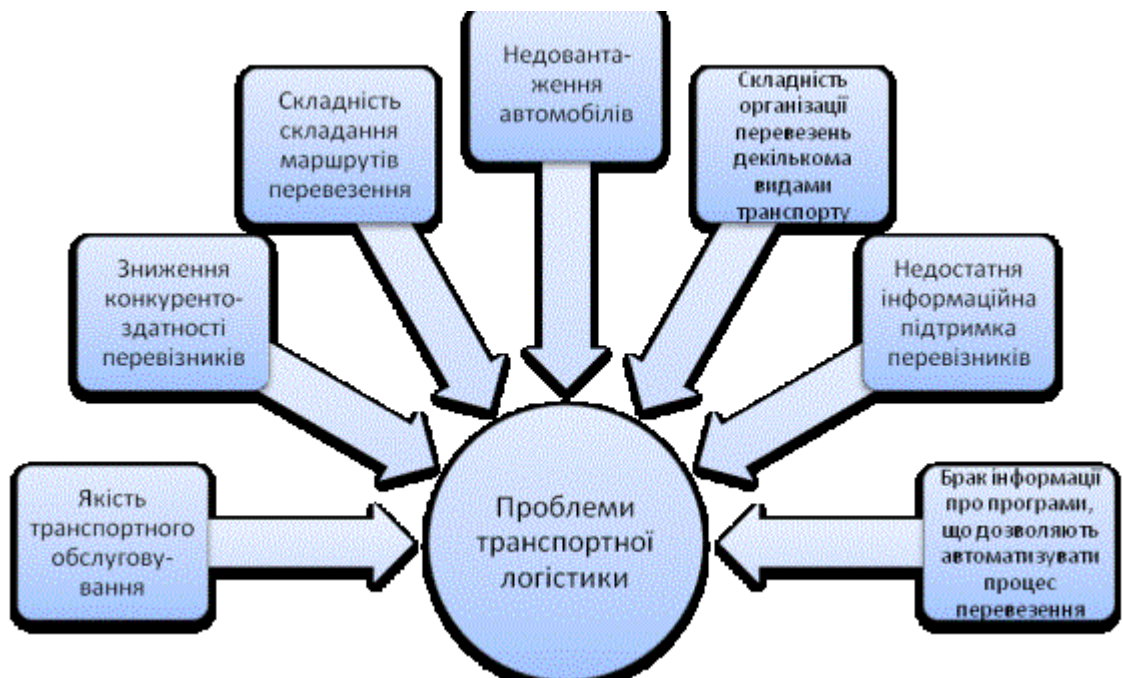 Недованта-
ження
автомобілів
Складність
складання
маршрутів
перевезення
Складність
організації
перевезень
декількома
видами
транспорту
Зниження
конкуренто-
здатності
перевізників
Недостатня
інформаційна
підтримка
перевізників
Якість
транспортного
обслугову-
вання
Проблеми
транспортної
логістики
Брак інформації
про програми,
що дозволяють
автоматизувати
процес
перевезення